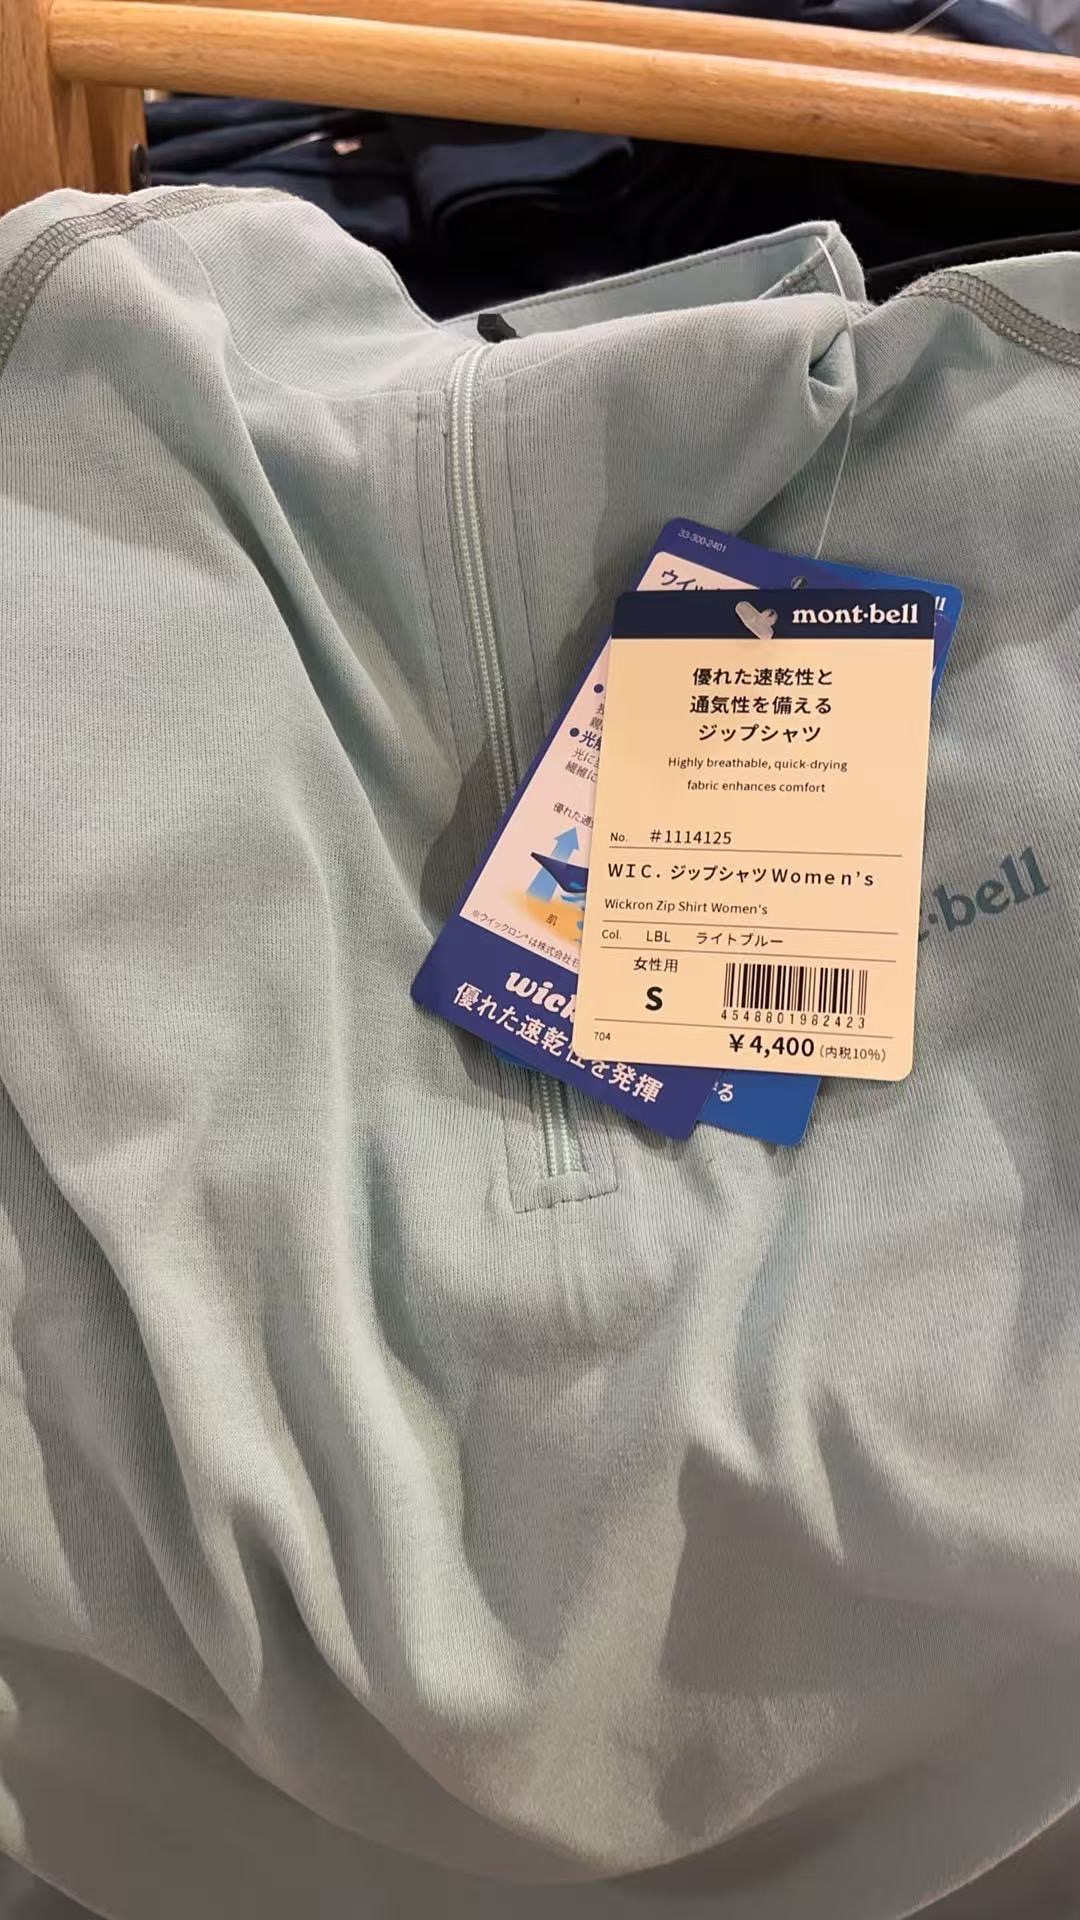 33-300-2401
mont·bell
優れた速乾性と
通気性を備える
ジップシャツ
Highly breathable, quick-drying
fabric enhances comfort
No. #1114125
WIC. ジップシャツ Women's
Wickron Zip Shirt Women's
Col. LBL ライトブルー
女性用
S
4548801982423
704
¥4,400(内税10%)
肌
優れた速乾性を発揮
·bell